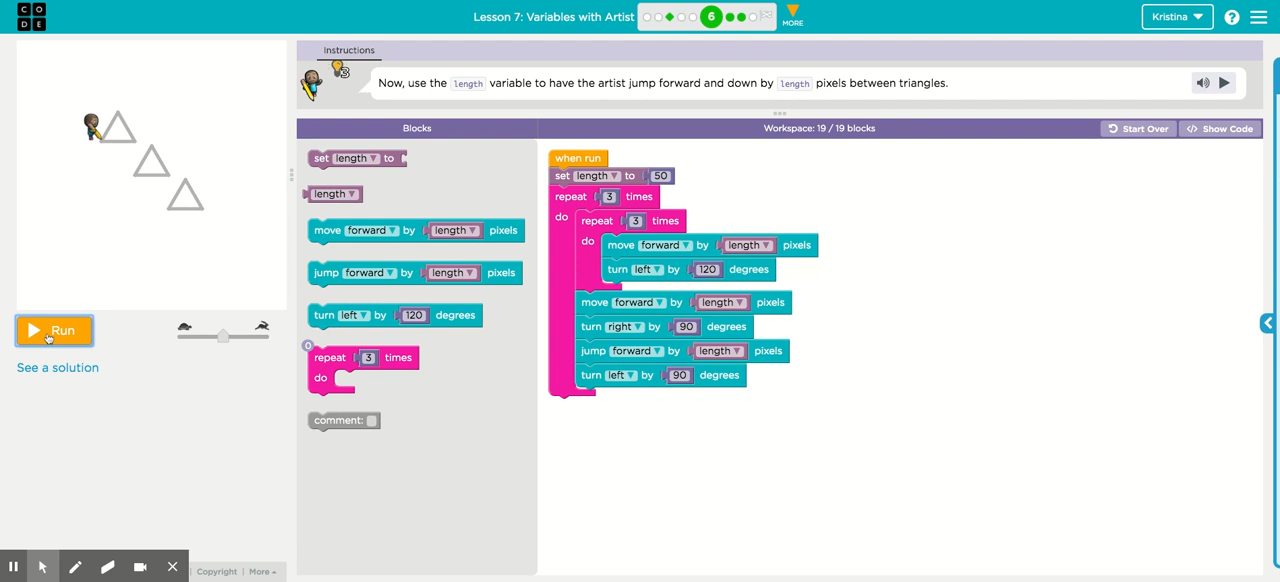 CO
DE
Lesson 7: Variables with Artist
6
MORE
Kristina
?
Instructions
3
Now, use the length variable to have the artist jump forward and down by length pixels between triangles.
Blocks
Workspace: 19 / 19 blocks
Start Over
</> Show Code
set length to
length
move forward by length pixels
jump forward by length pixels
turn left by 120 degrees
0
repeat 3 times
do
comment:
when run
set length to 50
repeat 3 times
do
repeat 3 times
do
move forward by length pixels
turn left by 120 degrees
move forward by length pixels
turn right by 90 degrees
jump forward by length pixels
turn left by 90 degrees
Run
See a solution
Copyright
More